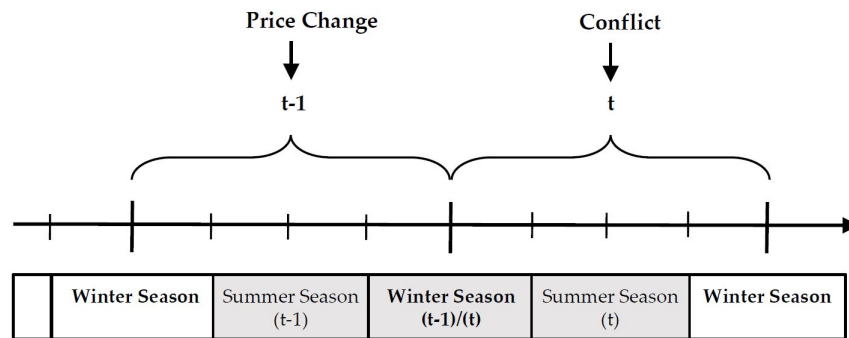 Price Change
Conflict
t-1
t
Winter Season
Summer Season
(t-1)
Winter Season
(t-1)/(t)
Summer Season
(t)
Winter Season